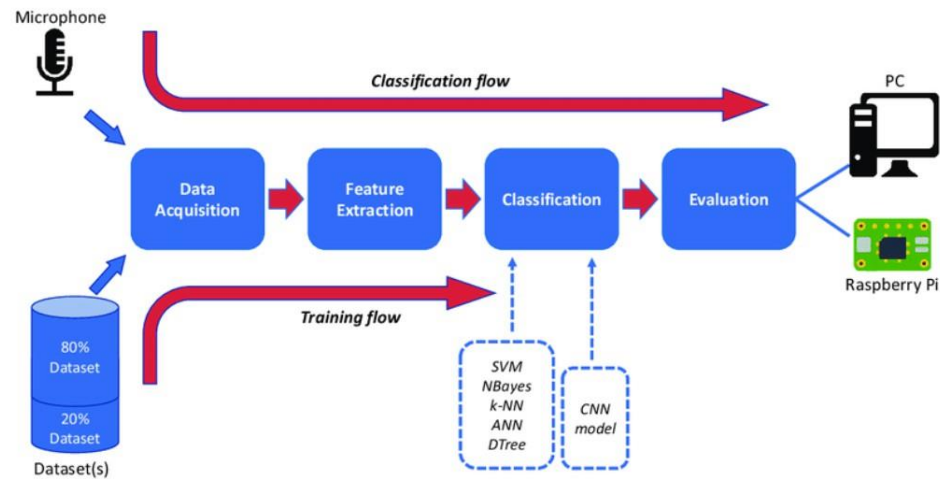 Microphone
Classification flow
PC
Data
Acquisition
Feature
Extraction
Classification
Evaluation
Raspberry Pi
Training flow
80%
Dataset
20%
Dataset
Dataset(s)
SVM
NBayes
k-NN
ANN
DTree
CNN
model